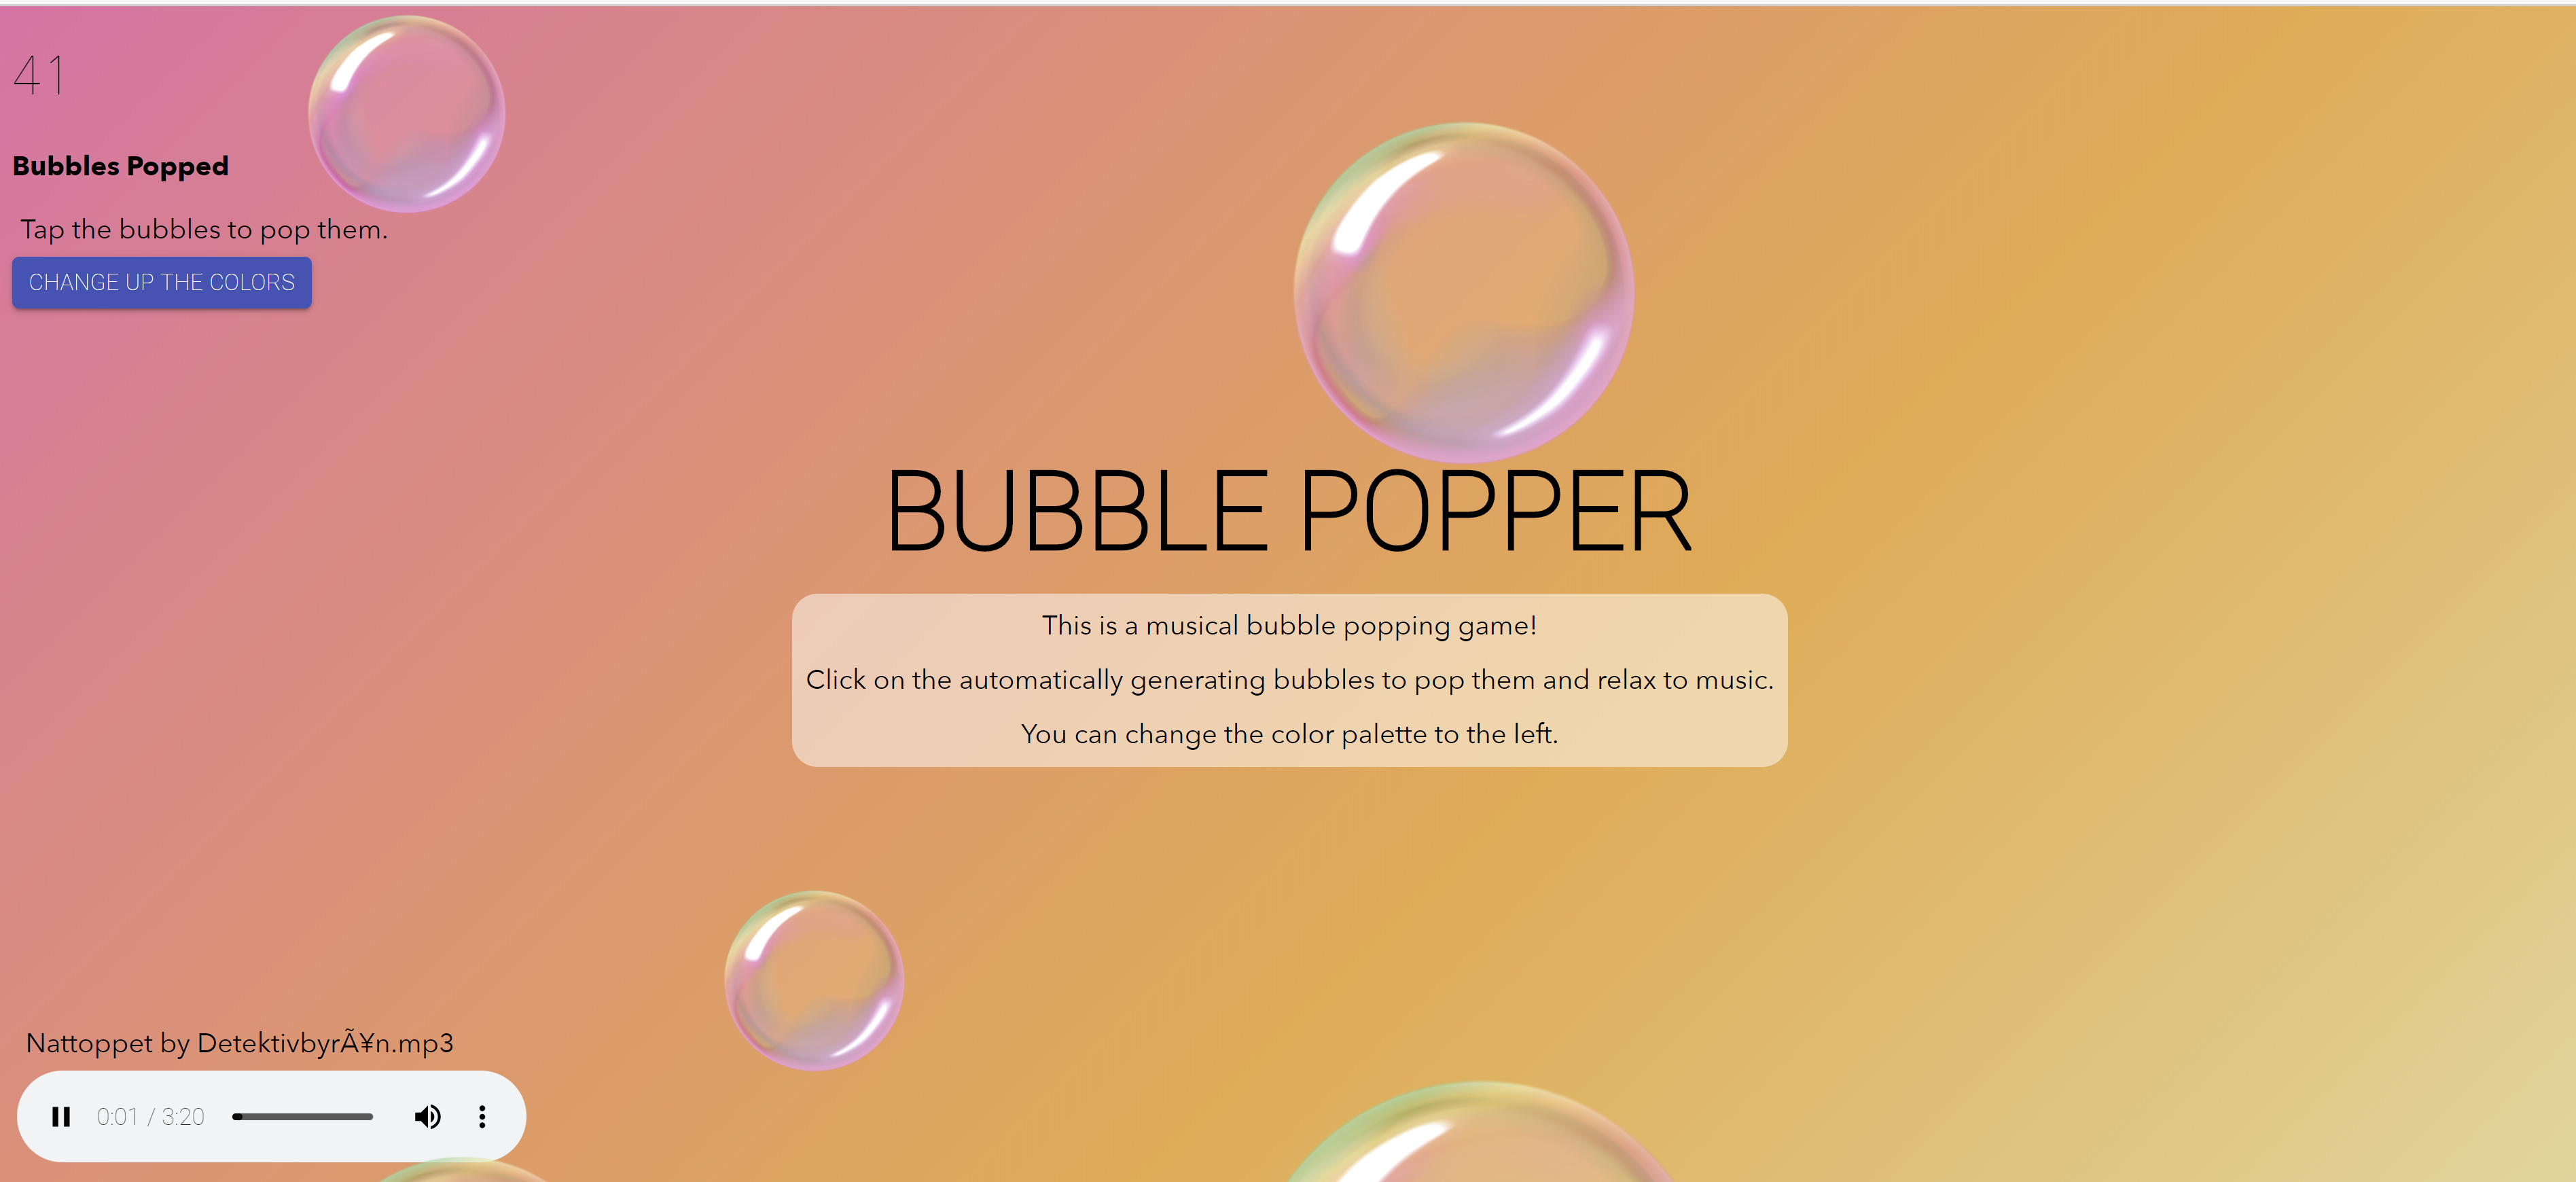 41
Bubbles Popped
Tap the bubbles to pop them.
CHANGE UP THE COLORS
BUBBLE POPPER
This is a musical bubble popping game!
Click on the automatically generating bubbles to pop them and relax to music.
You can change the color palette to the left.
Nattoppet by DetektivbyrÃ¥n.mp3
0:01 / 3:20